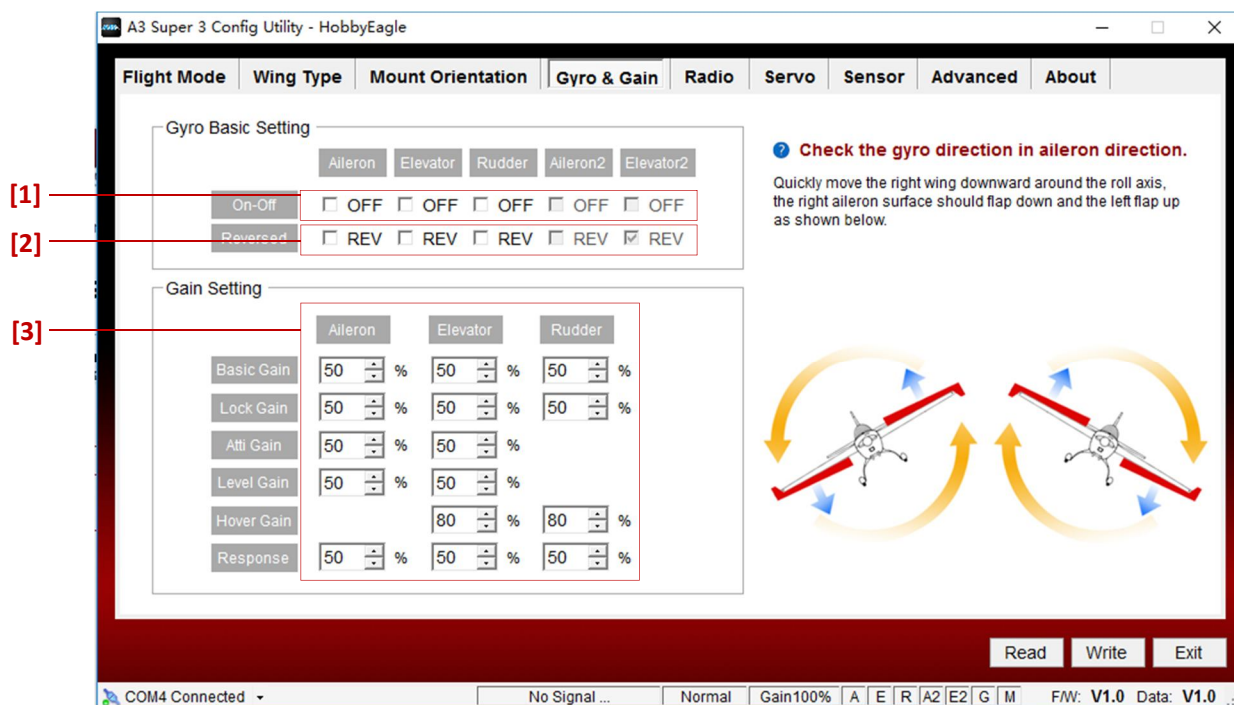 A3 Super 3 Config Utility - HobbyEagle
Flight Mode Wing Type Mount Orientation Gyro & Gain Radio Servo Sensor Advanced About
Gyro Basic Setting
Aileron Elevator Rudder Aileron2 Elevator2
[1] On-Off OFF OFF OFF OFF OFF
[2] Reversed REV REV REV REV REV
? Check the gyro direction in aileron direction.
Quickly move the right wing downward around the roll axis,
the right aileron surface should flap down and the left flap up
as shown below.
Gain Setting
[3] Aileron Elevator Rudder
Basic Gain 50 % 50 % 50 %
Lock Gain 50 % 50 % 50 %
Atti Gain 50 % 50 %
Level Gain 50 % 50 %
Hover Gain 80 % 80 %
Response 50 % 50 % 50 %
Read Write Exit
COM4 Connected No Signal ... Normal Gain100% A E R A2 E2 G M F/W: V1.0 Data: V1.0